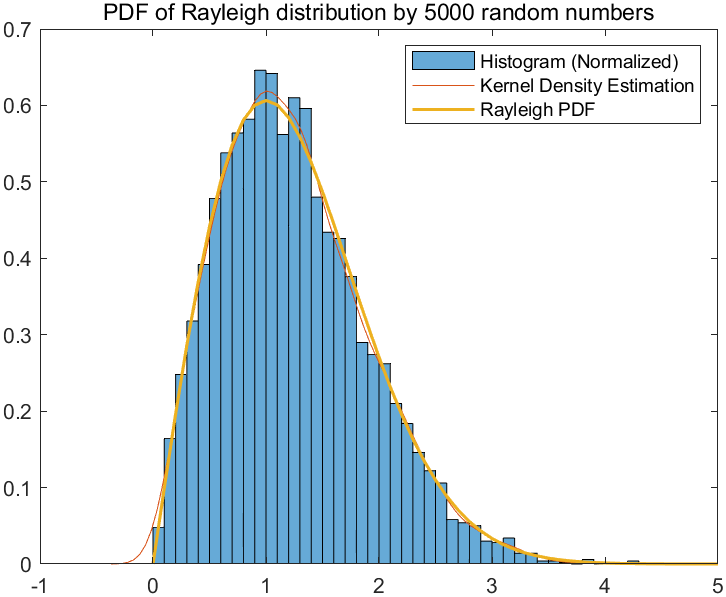 PDF of Rayleigh distribution by 5000 random numbers
0.7
0.6
0.5
0.4
0.3
0.2
0.1
0
-1 0 1 2 3 4 5
Histogram (Normalized)
Kernel Density Estimation
Rayleigh PDF